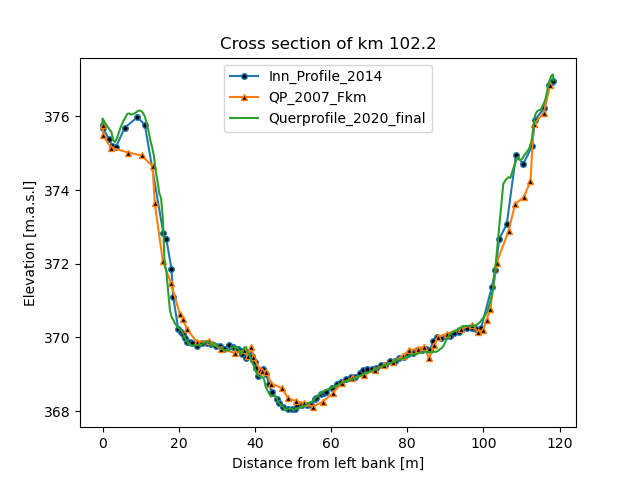 Cross section of km 102.2
Inn_Profile_2014
QP_2007_Fkm
Querprofile_2020_final
Elevation [m.a.s.l]
376
374
372
370
368
0 20 40 60 80 100 120
Distance from left bank [m]